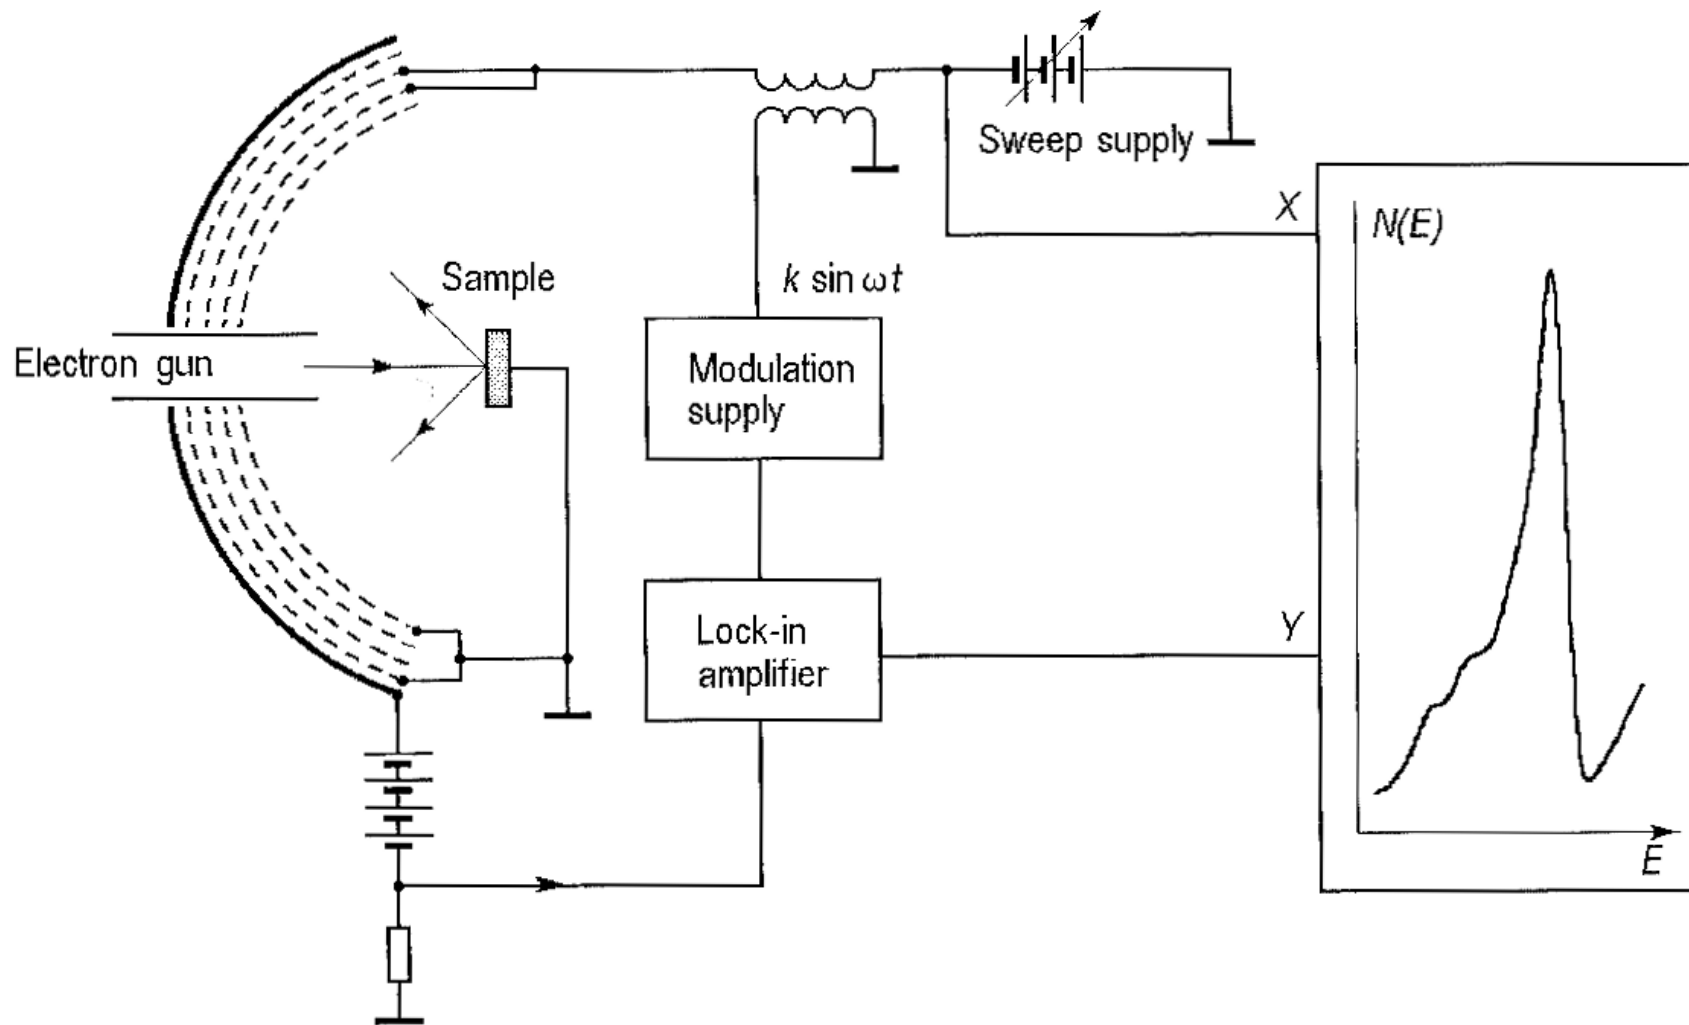 Sweep supply
X
N(E)
Sample
k sin ωt
Electron gun
Modulation
supply
Lock-in
amplifier
Y
E